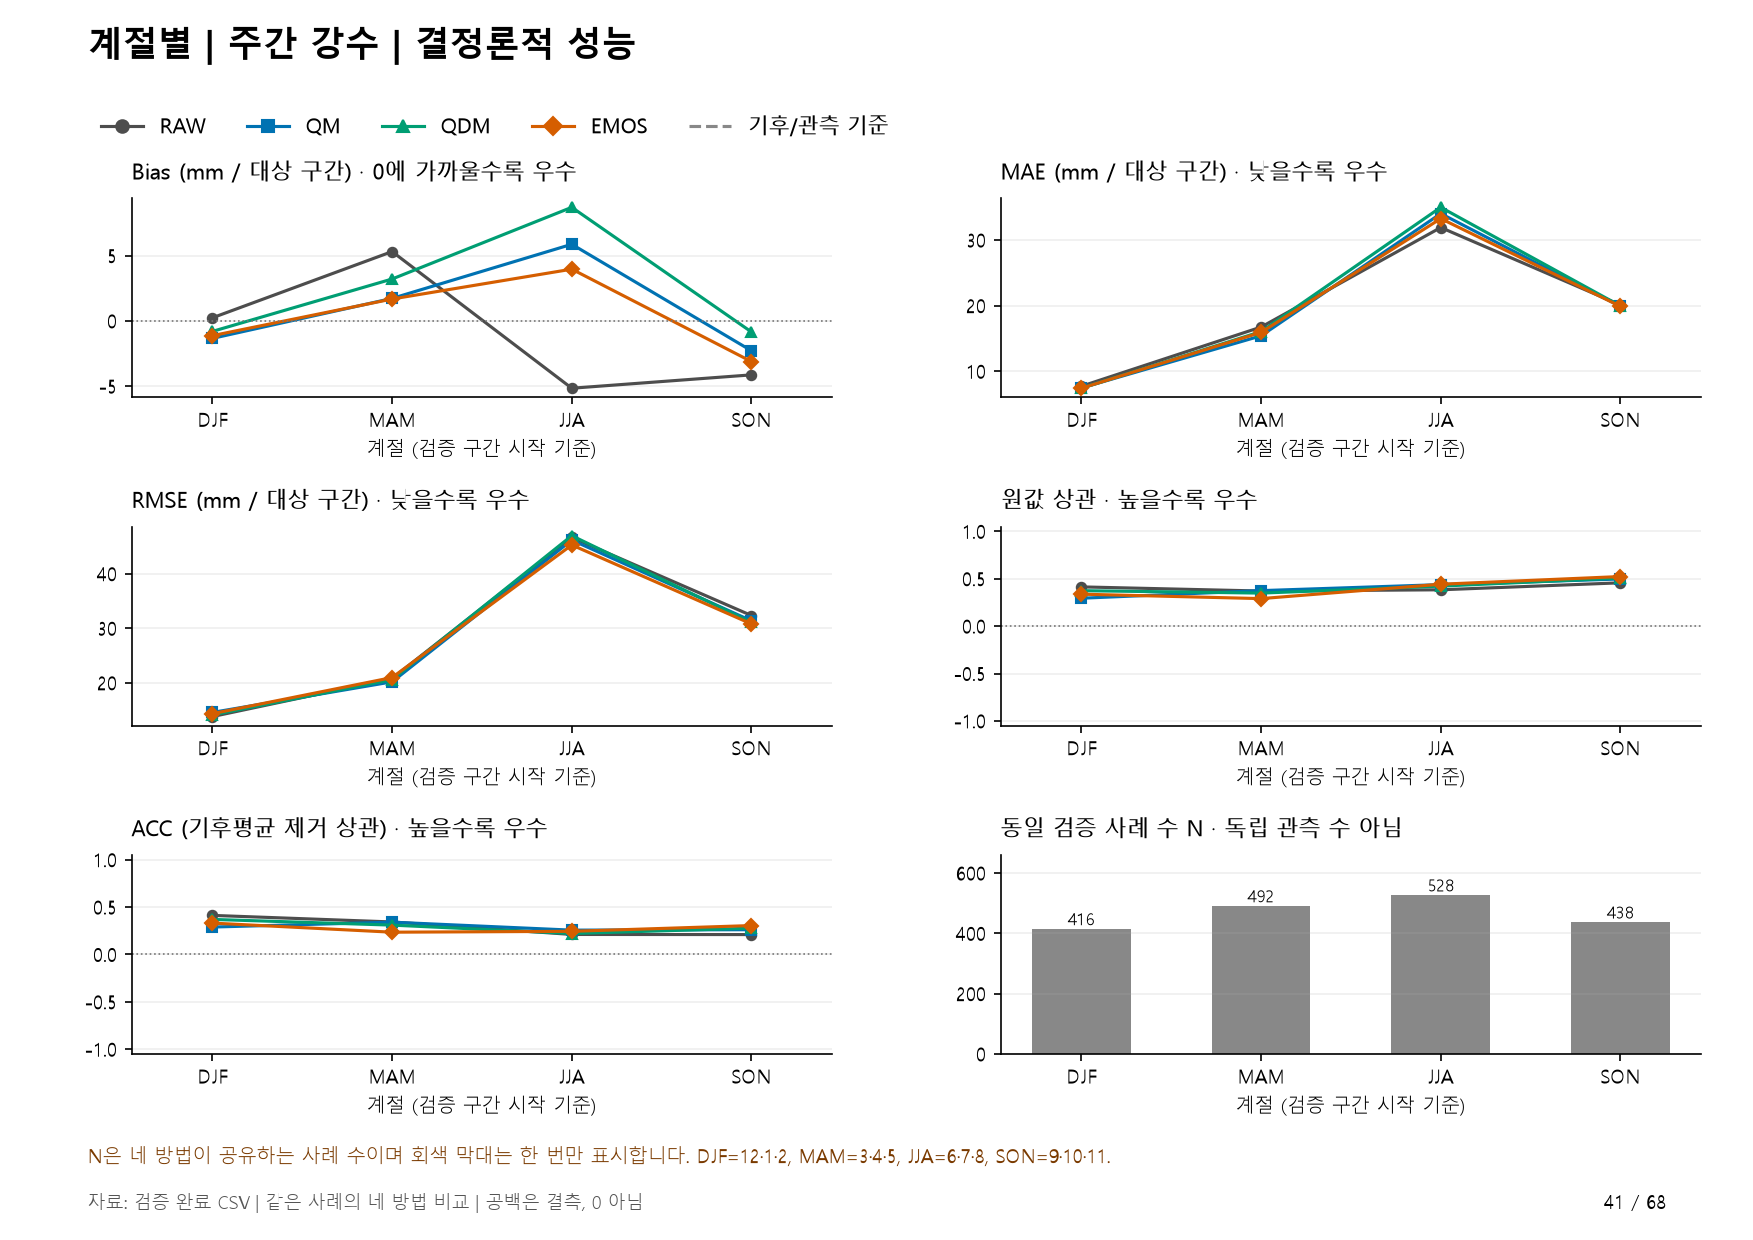 계절별 | 주간 강수 | 결정론적 성능
RAW QM QDM EMOS 기후/관측 기준
Bias (mm / 대상 구간) · 0에 가까울수록 우수
5
0
-5
DJF MAM JJA SON
계절 (검증 구간 시작 기준)
MAE (mm / 대상 구간) · 낮을수록 우수
30
20
10
DJF MAM JJA SON
계절 (검증 구간 시작 기준)
RMSE (mm / 대상 구간) · 낮을수록 우수
40
30
20
DJF MAM JJA SON
계절 (검증 구간 시작 기준)
원값 상관 · 높을수록 우수
1.0
0.5
0.0
-0.5
-1.0
DJF MAM JJA SON
계절 (검증 구간 시작 기준)
ACC (기후평균 제거 상관) · 높을수록 우수
1.0
0.5
0.0
-0.5
-1.0
DJF MAM JJA SON
계절 (검증 구간 시작 기준)
동일 검증 사례 수 N · 독립 관측 수 아님
600
400
200
0
416 492 528 438
DJF MAM JJA SON
계절 (검증 구간 시작 기준)
N은 네 방법이 공유하는 사례 수이며 회색 막대는 한 번만 표시합니다. DJF=12·1·2, MAM=3·4·5, JJA=6·7·8, SON=9·10·11.
자료: 검증 완료 CSV | 같은 사례의 네 방법 비교 | 공백은 결측, 0 아님
41 / 68